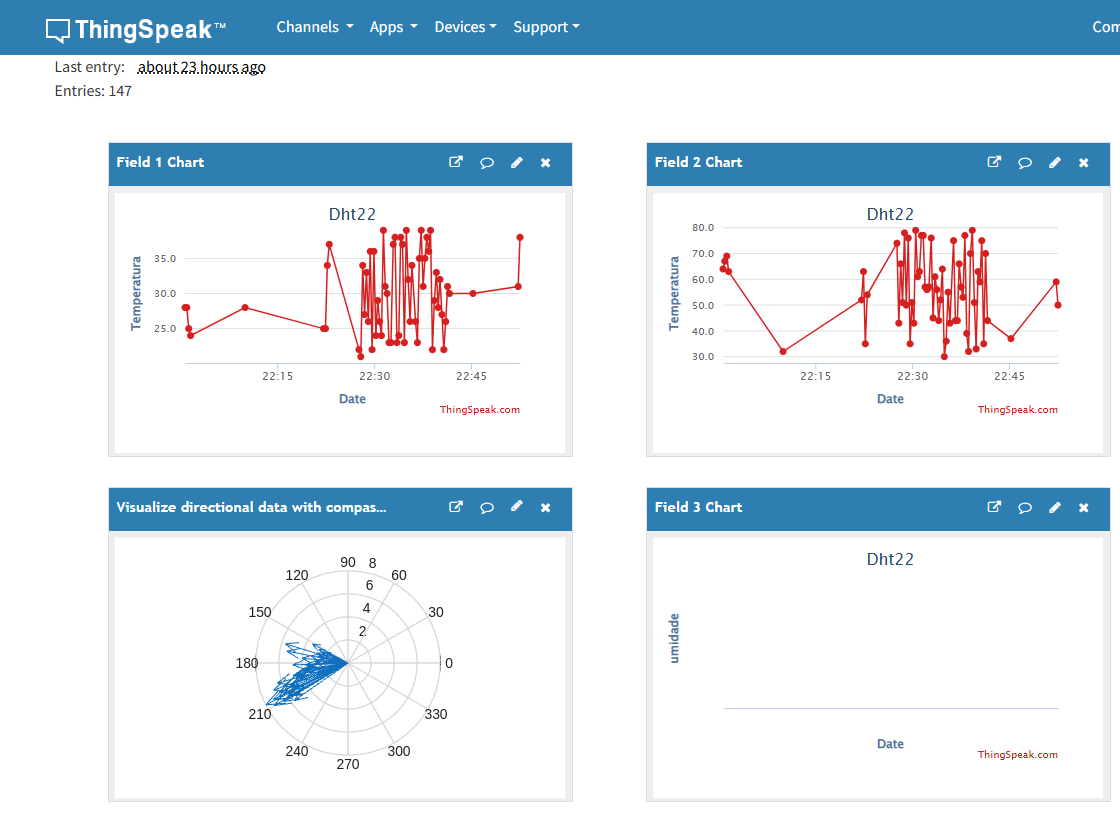 ThingSpeak™ Channels Apps Devices Support Com
Last entry: about 23 hours ago
Entries: 147
Field 1 Chart
Dht22
Temperatura
35.0
30.0
25.0
22:15 22:30 22:45
Date
ThingSpeak.com
Field 2 Chart
Dht22
Temperatura
80.0
70.0
60.0
50.0
40.0
30.0
22:15 22:30 22:45
Date
ThingSpeak.com
Visualize directional data with compas...
90 8
120 6 60
4
150 2 30
180 0
210 330
240 300
270
Field 3 Chart
Dht22
umidade
Date
ThingSpeak.com